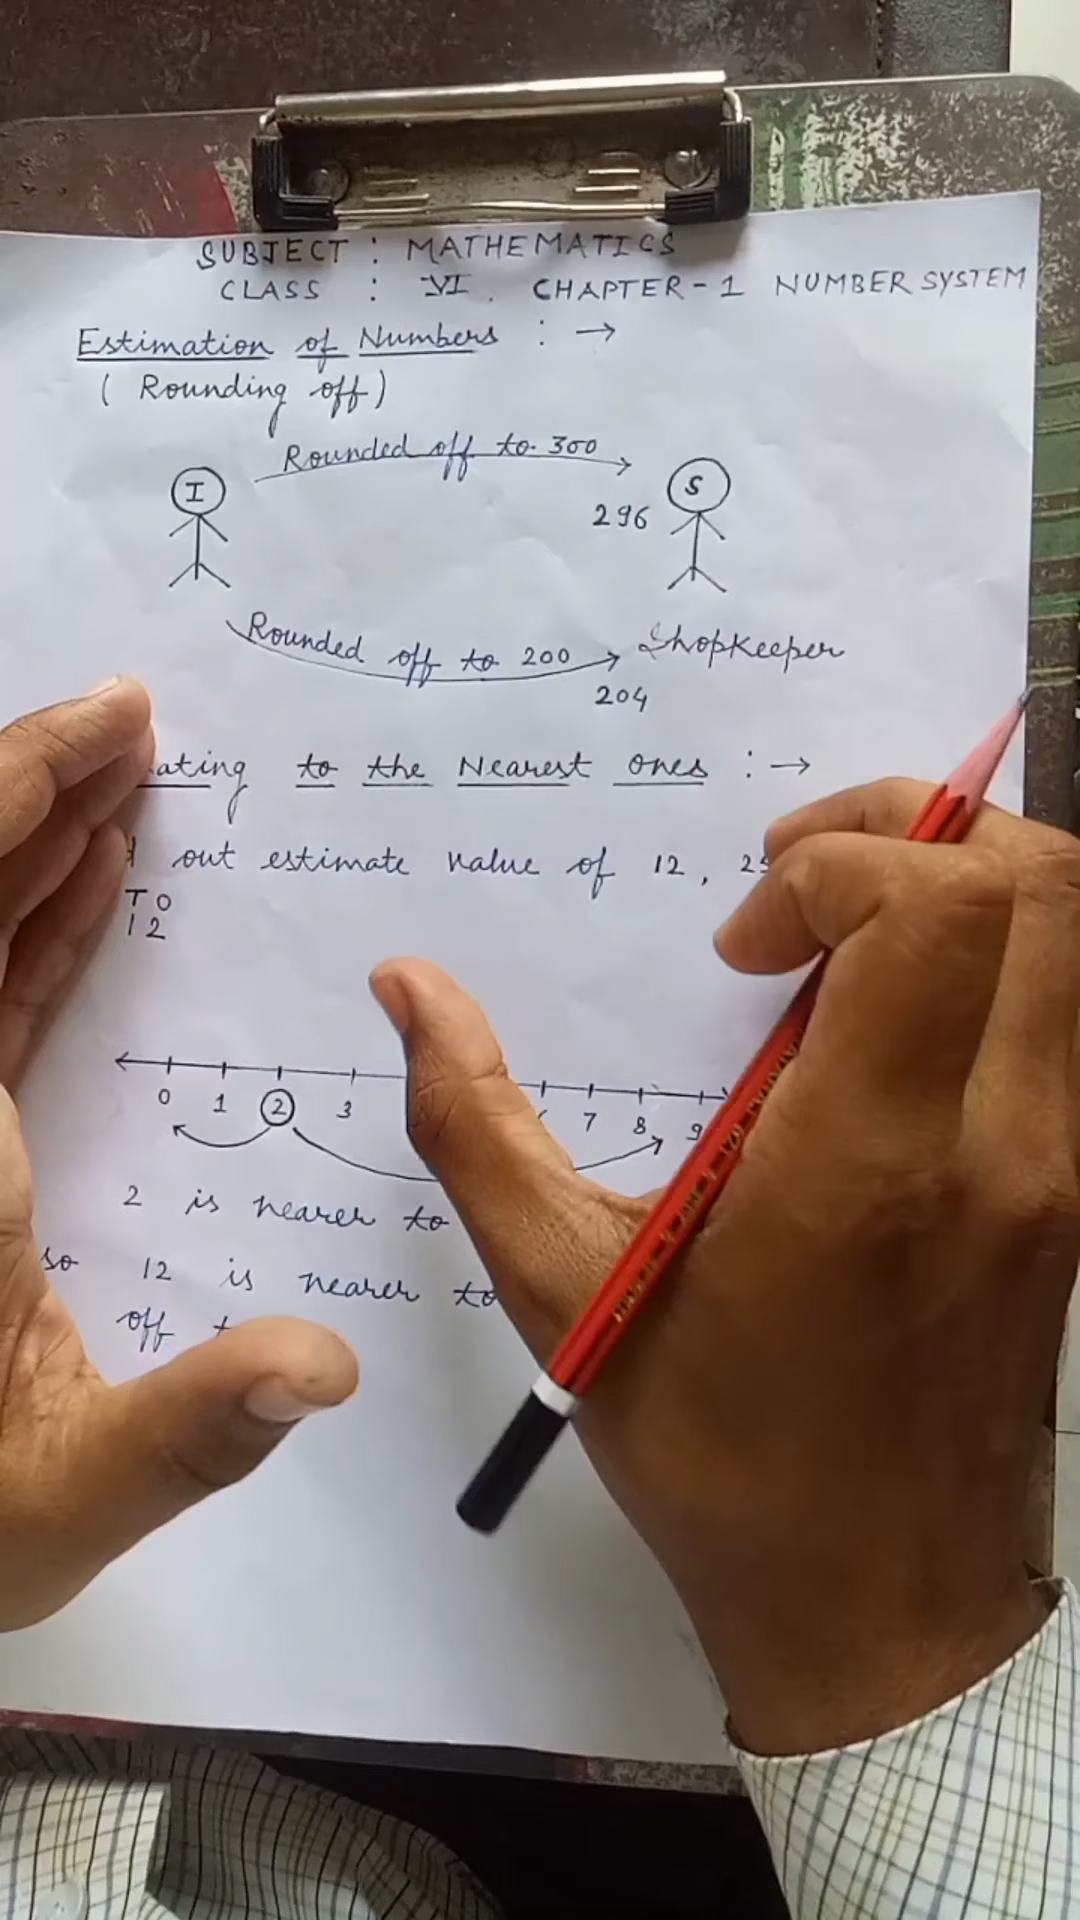 SUBJECT : MATHEMATICS
CLASS : VI. CHAPTER-1 NUMBER SYSTEM
Estimation of Numbers : →
( Rounding off )
Rounded off to 300
I
S
296
Rounded off to 200
Shopkeeper
204
ating to the Nearest Ones : →
out estimate value of 12,
T O
1 2
0 1 2 3 7 8 9
2 is nearer to
so 12 is nearer to
off